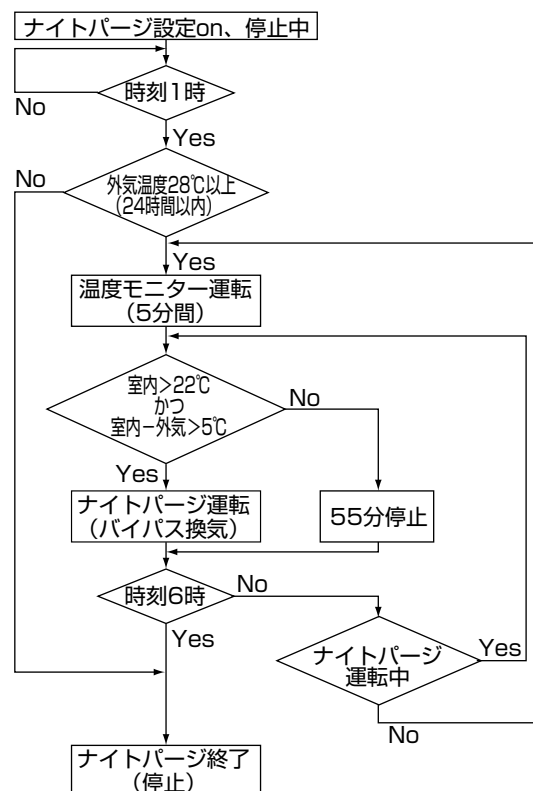 ナイトパージ設定on、停止中
時刻1時
No
Yes
No
外気温度28℃以上
(24時間以内)
Yes
温度モニター運転
(5分間)
室内>22℃
かつ
室内-外気>5℃
No
Yes
ナイトパージ運転
(バイパス換気)
55分停止
時刻6時
No
Yes
ナイトパージ
運転中
Yes
No
ナイトパージ終了
(停止)